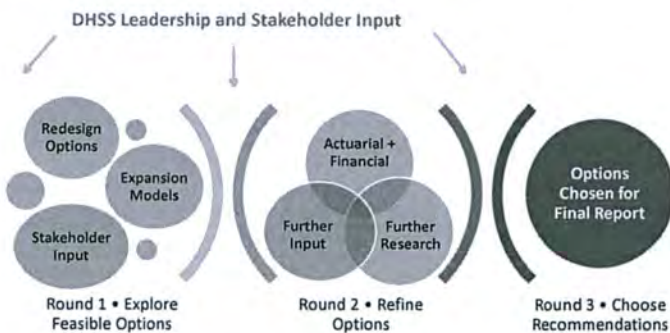 DHSS Leadership and Stakeholder Input
Redesign
Options
Expansion
Models
Stakeholder
Input
Round 1 • Explore
Feasible Options
Actuarial +
Financial
Further
Input
Further
Research
Round 2 • Refine
Options
Options
Chosen for
Final Report
Round 3 • Choose
Recommendations